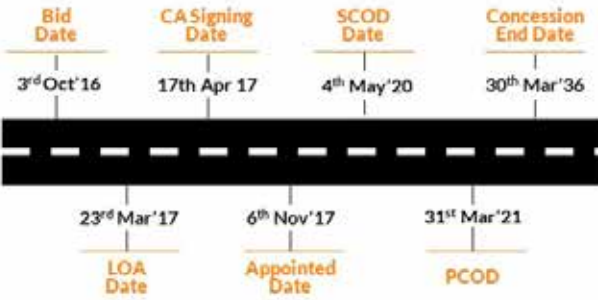 Bid
Date
CA Signing
Date
SCOD
Date
Concession
End Date
3rd Oct'16
17th Apr 17
4th May'20
30th Mar'36
23rd Mar'17
6th Nov'17
31st Mar'21
LOA
Date
Appointed
Date
PCOD